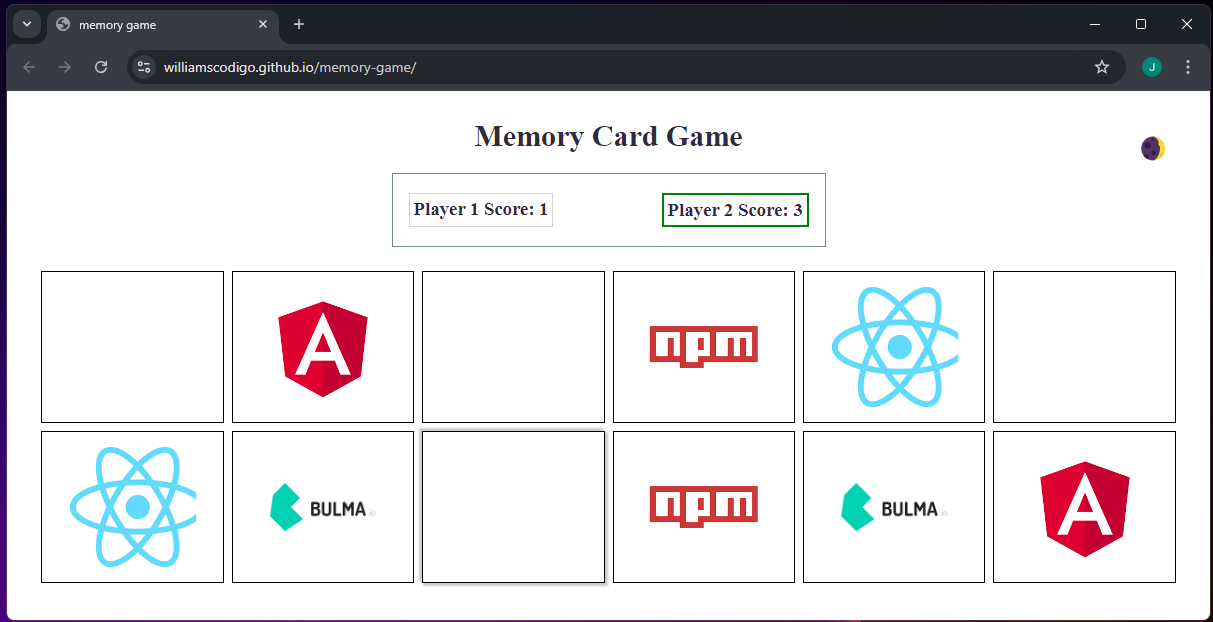 memory game
williamscodigo.github.io/memory-game/
J
Memory Card Game
Player 1 Score: 1
Player 2 Score: 3
A
npm
BULMA.io
npm
BULMA.io
A